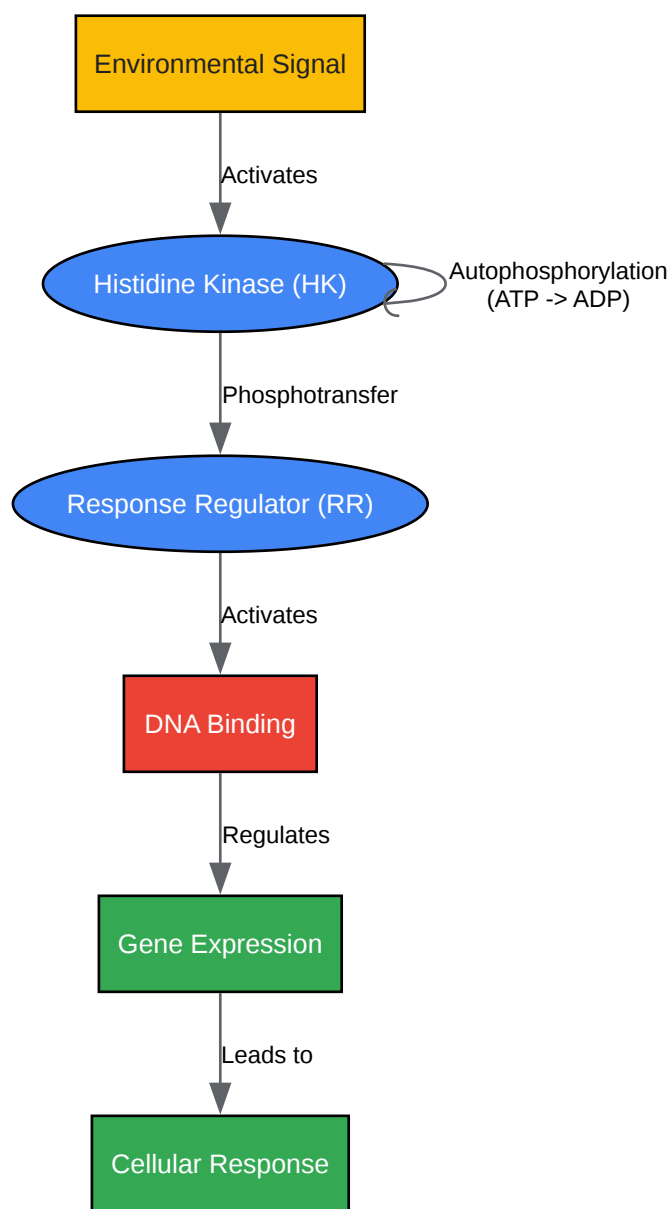 Environmental Signal
Activates
Histidine Kinase (HK)
Autophosphorylation
(ATP -> ADP)
Phosphotransfer
Response Regulator (RR)
Activates
DNA Binding
Regulates
Gene Expression
Leads to
Cellular Response